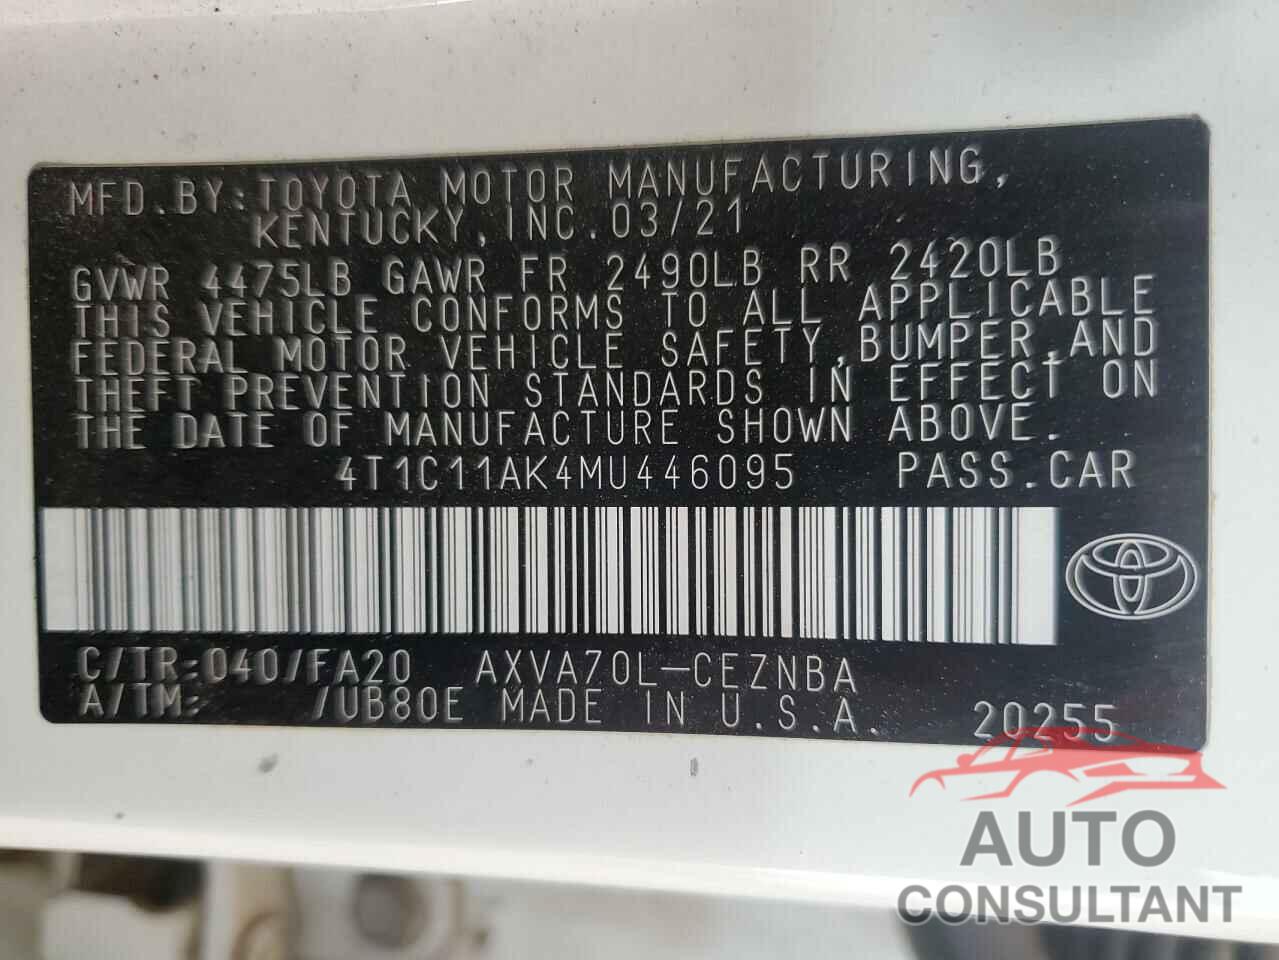 MFD.BY:TOYOTA MOTOR MANUFACTURING,
KENTUCKY,INC.03/21
GVWR 4475LB GAWR FR 2490LB RR 2420LB
THIS VEHICLE CONFORMS TO ALL APPLICABLE
FEDERAL MOTOR VEHICLE SAFETY,BUMPER,AND
THEFT PREVENTION STANDARDS IN EFFECT ON
THE DATE OF MANUFACTURE SHOWN ABOVE.
4T1C11AK4MU446095 PASS.CAR
C/TR:040/FA20 AXVA70L-CEZNBA
A/TM: /UB80E MADE IN U.S.A. 20255
AUTO
CONSULTANT